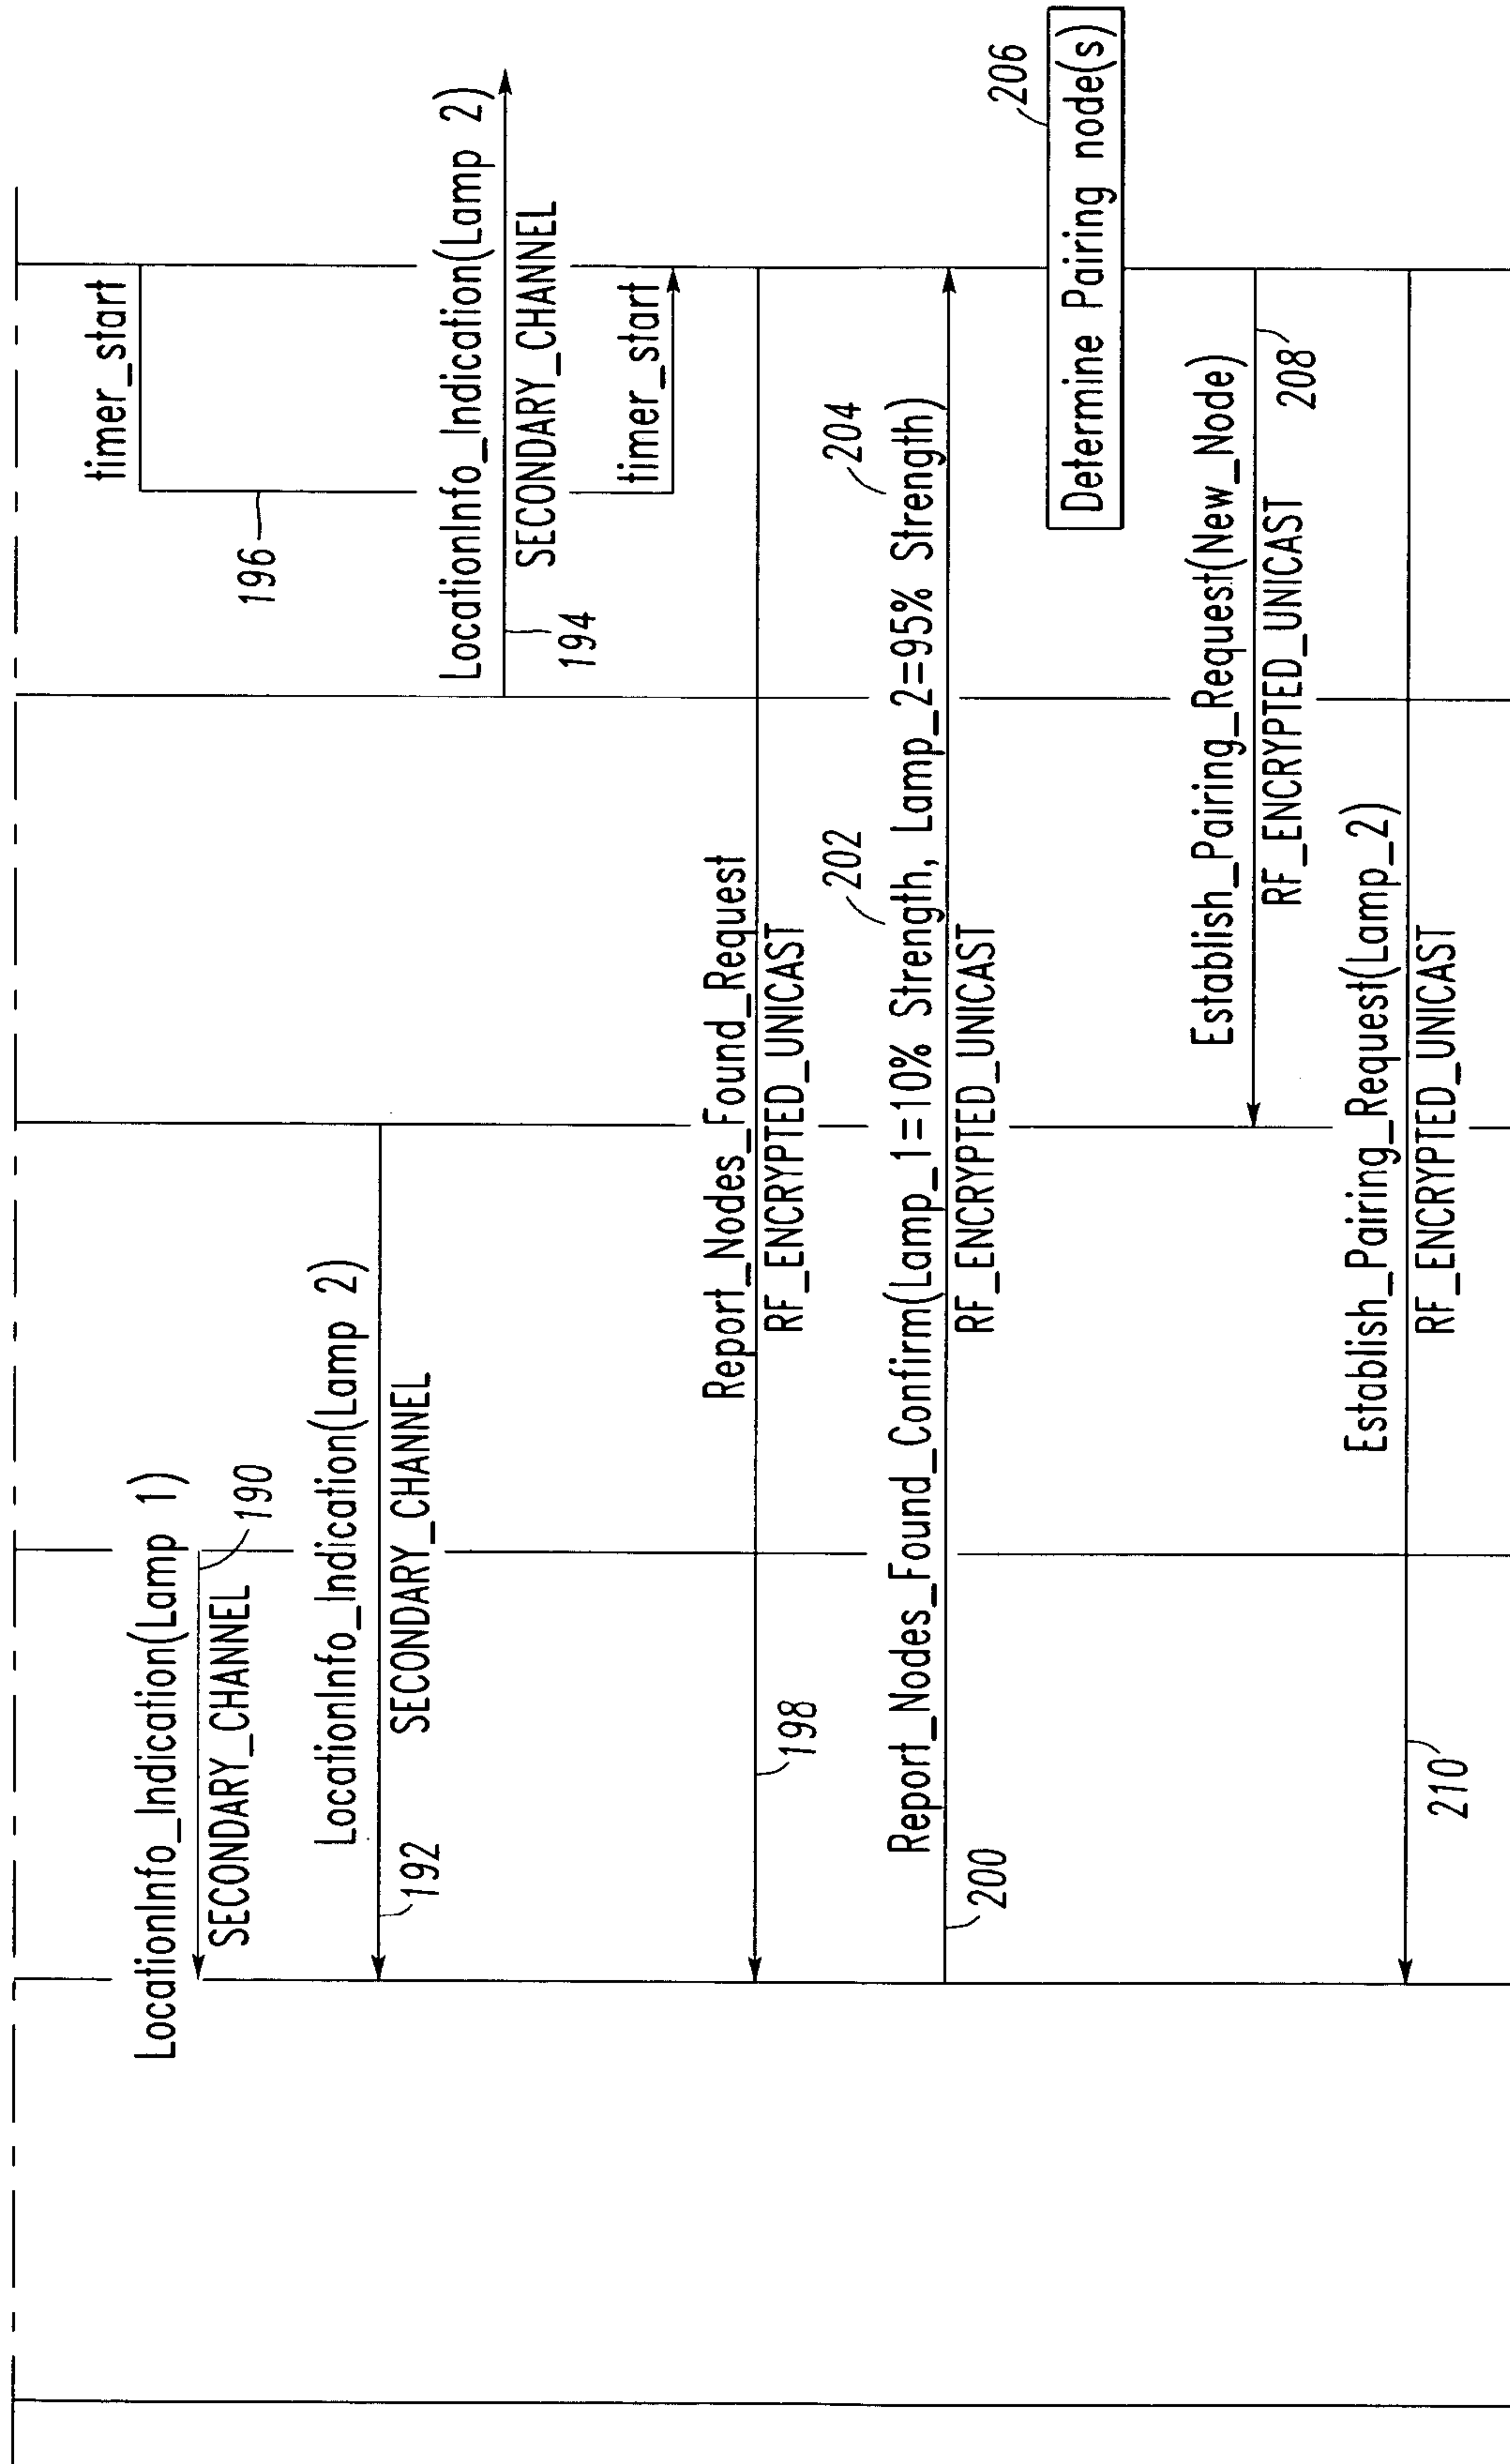 timer_start
196
LocationInfo_Indication(Lamp 1)
190
SECONDARY_CHANNEL
LocationInfo_Indication(Lamp 2)
192
SECONDARY_CHANNEL
LocationInfo_Indication(Lamp 2)
194
SECONDARY_CHANNEL
timer_start
Report_Nodes_Found_Request
198
RF_ENCRYPTED_UNICAST
202
204
Report_Nodes_Found_Confirm(Lamp_1=10% Strength, Lamp_2=95% Strength)
200
RF_ENCRYPTED_UNICAST
206
Determine Pairing node(s)
Establish_Pairing_Request(New_Node)
RF_ENCRYPTED_UNICAST
208
Establish_Pairing_Request(Lamp_2)
210
RF_ENCRYPTED_UNICAST